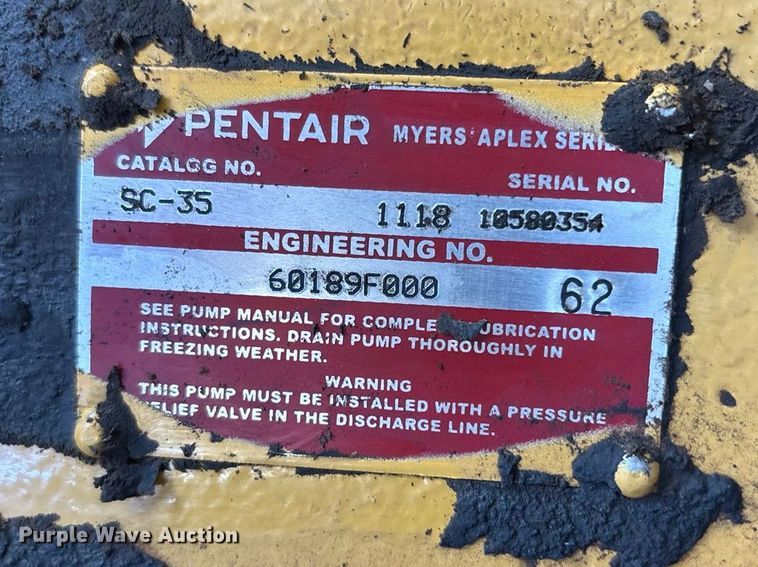 PENTAIR MYERS APLEX SERIE
CATALOG NO. SERIAL NO.
SC-35 1118 10580354
ENGINEERING NO.
60189F000 62
SEE PUMP MANUAL FOR COMPLE UBRICATION
INSTRUCTIONS. DRAIN PUMP THOROUGHLY IN
FREEZING WEATHER.
WARNING
THIS PUMP MUST BE INSTALLED WITH A PRESSURE
ELIEF VALVE IN THE DISCHARGE LINE.
Purple Wave Auction